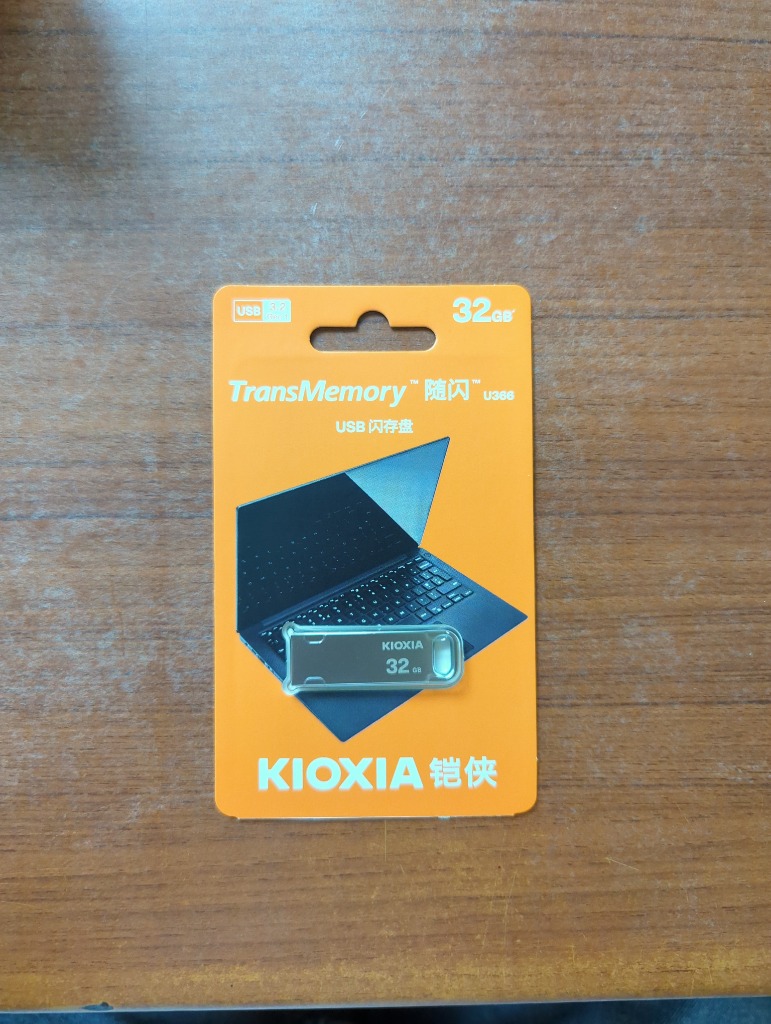 USB 3.2
32GB*
TransMemory™ 随闪™ U366
USB 闪存盘
KIOXIA
32 GB
KIOXIA 铠侠